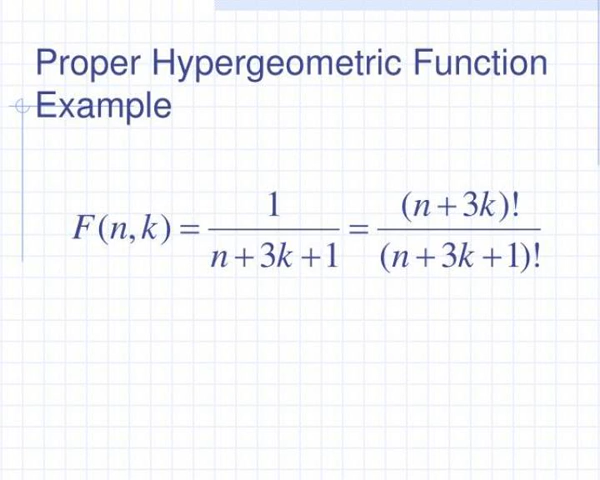 Proper Hypergeometric Function
Example
F(n,k) = 1/(n+3k+1) = (n+3k)!/(n+3k+1)!